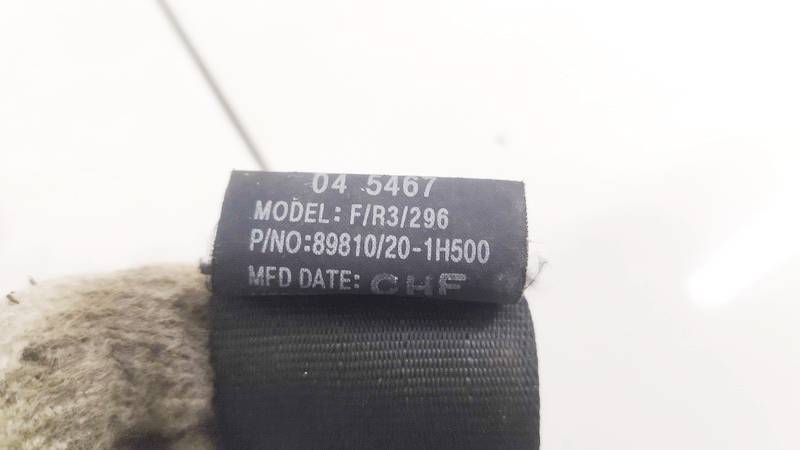 04 5467
MODEL: F/R3/296
P/NO:89810/20-1H500
MFD DATE: CHF